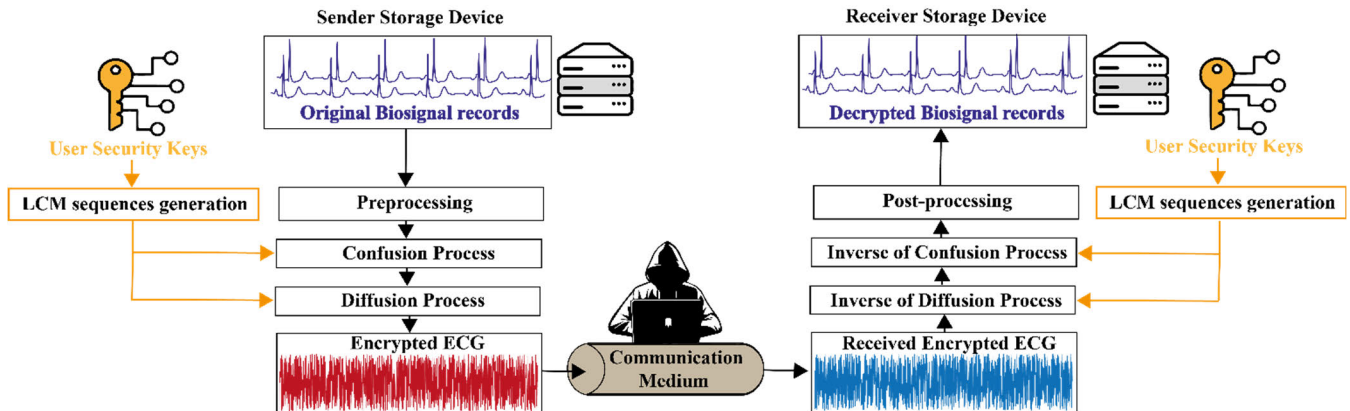 Sender Storage Device
Receiver Storage Device
Original Biosignal records
Decrypted Biosignal records
User Security Keys
User Security Keys
LCM sequences generation
Preprocessing
Post-processing
LCM sequences generation
Confusion Process
Inverse of Confusion Process
Diffusion Process
Inverse of Diffusion Process
Encrypted ECG
Communication
Medium
Received Encrypted ECG